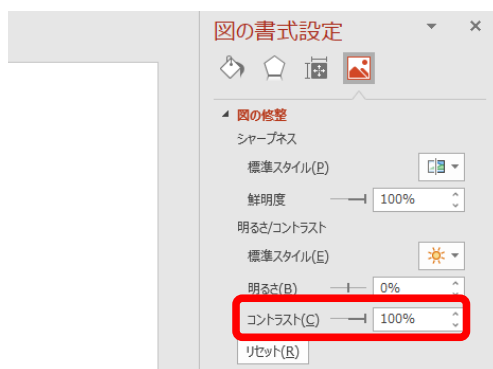 図の書式設定
図の修整
シャープネス
標準スタイル(P)
鮮明度 100%
明るさ/コントラスト
標準スタイル(E)
明るさ(B) 0%
コントラスト(C) 100%
リセット(R)